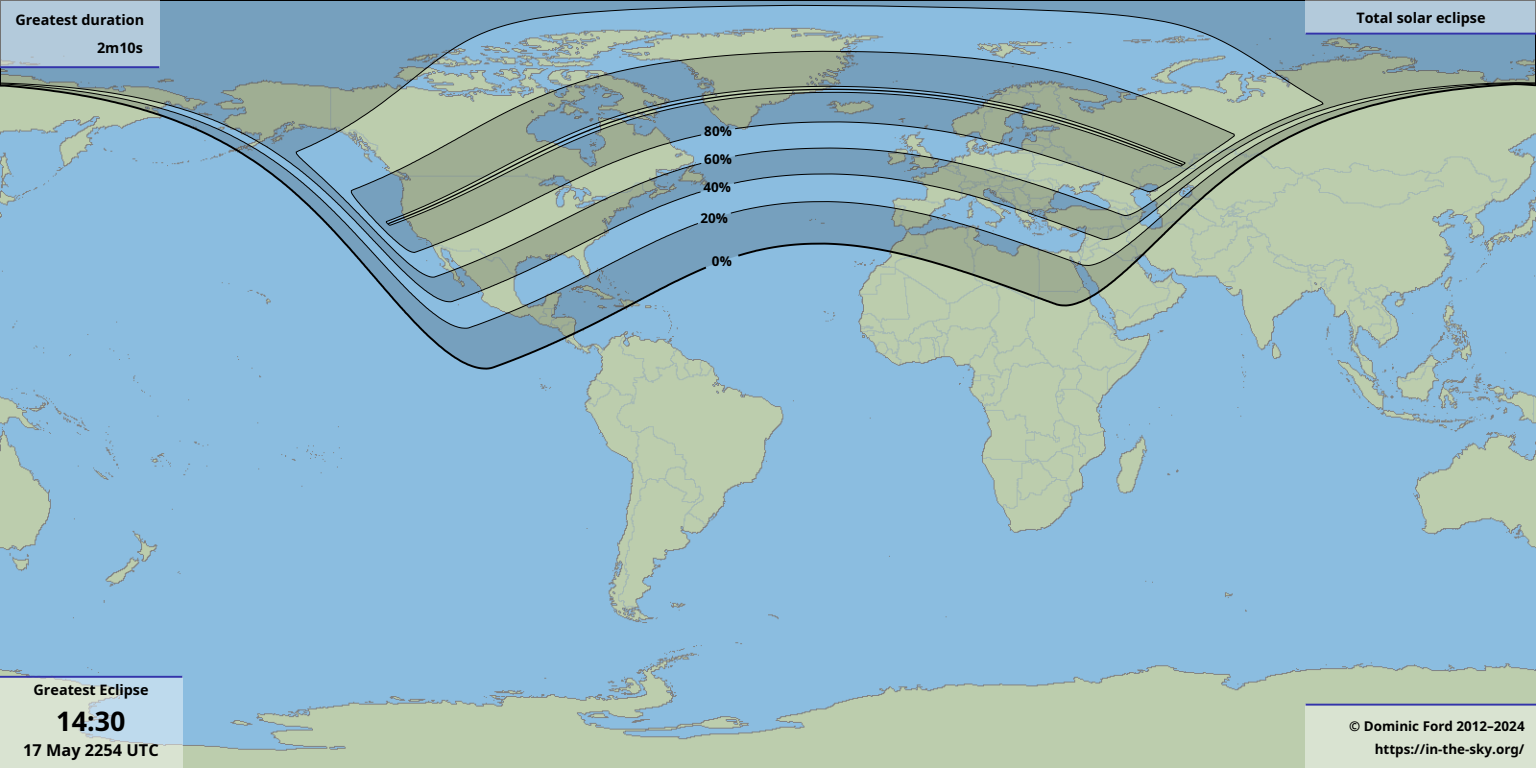 Greatest duration
2m10s
Total solar eclipse
80%
60%
40%
20%
0%
Greatest Eclipse
14:30
17 May 2254 UTC
© Dominic Ford 2012–2024
https://in-the-sky.org/